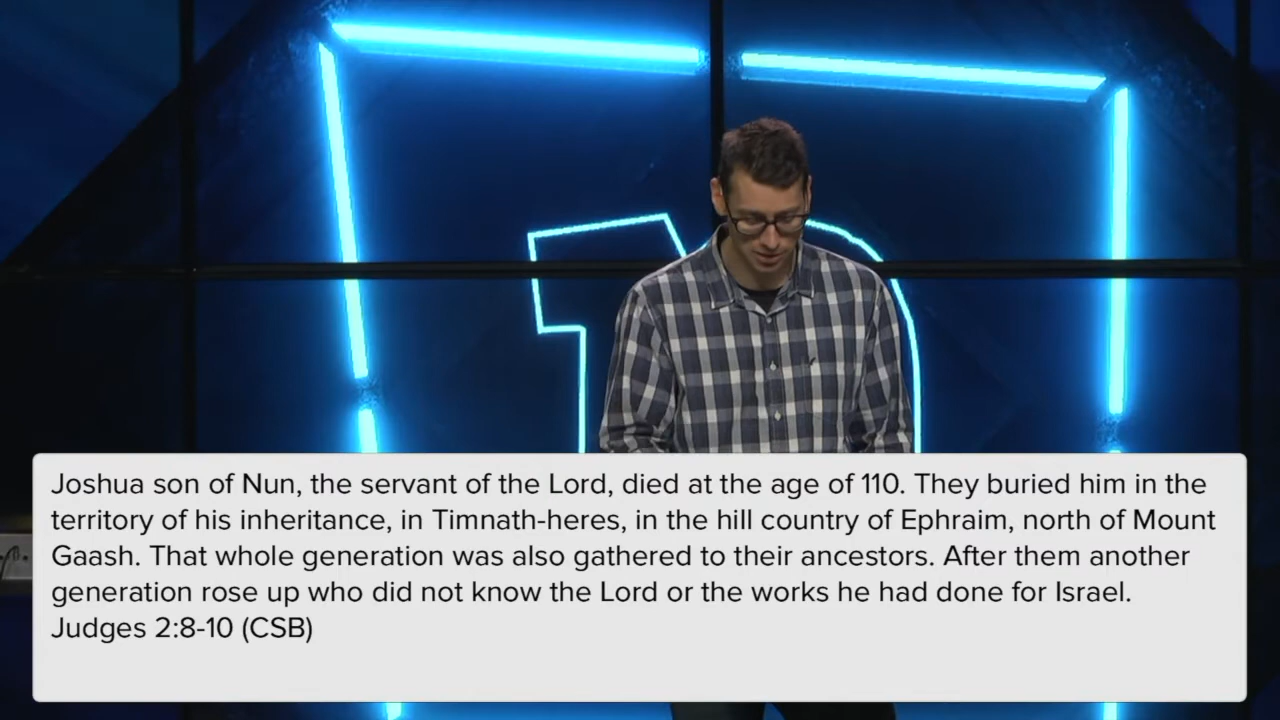 10
Joshua son of Nun, the servant of the Lord, died at the age of 110. They buried him in the
territory of his inheritance, in Timnath-heres, in the hill country of Ephraim, north of Mount
Gaash. That whole generation was also gathered to their ancestors. After them another
generation rose up who did not know the Lord or the works he had done for Israel.
Judges 2:8-10 (CSB)